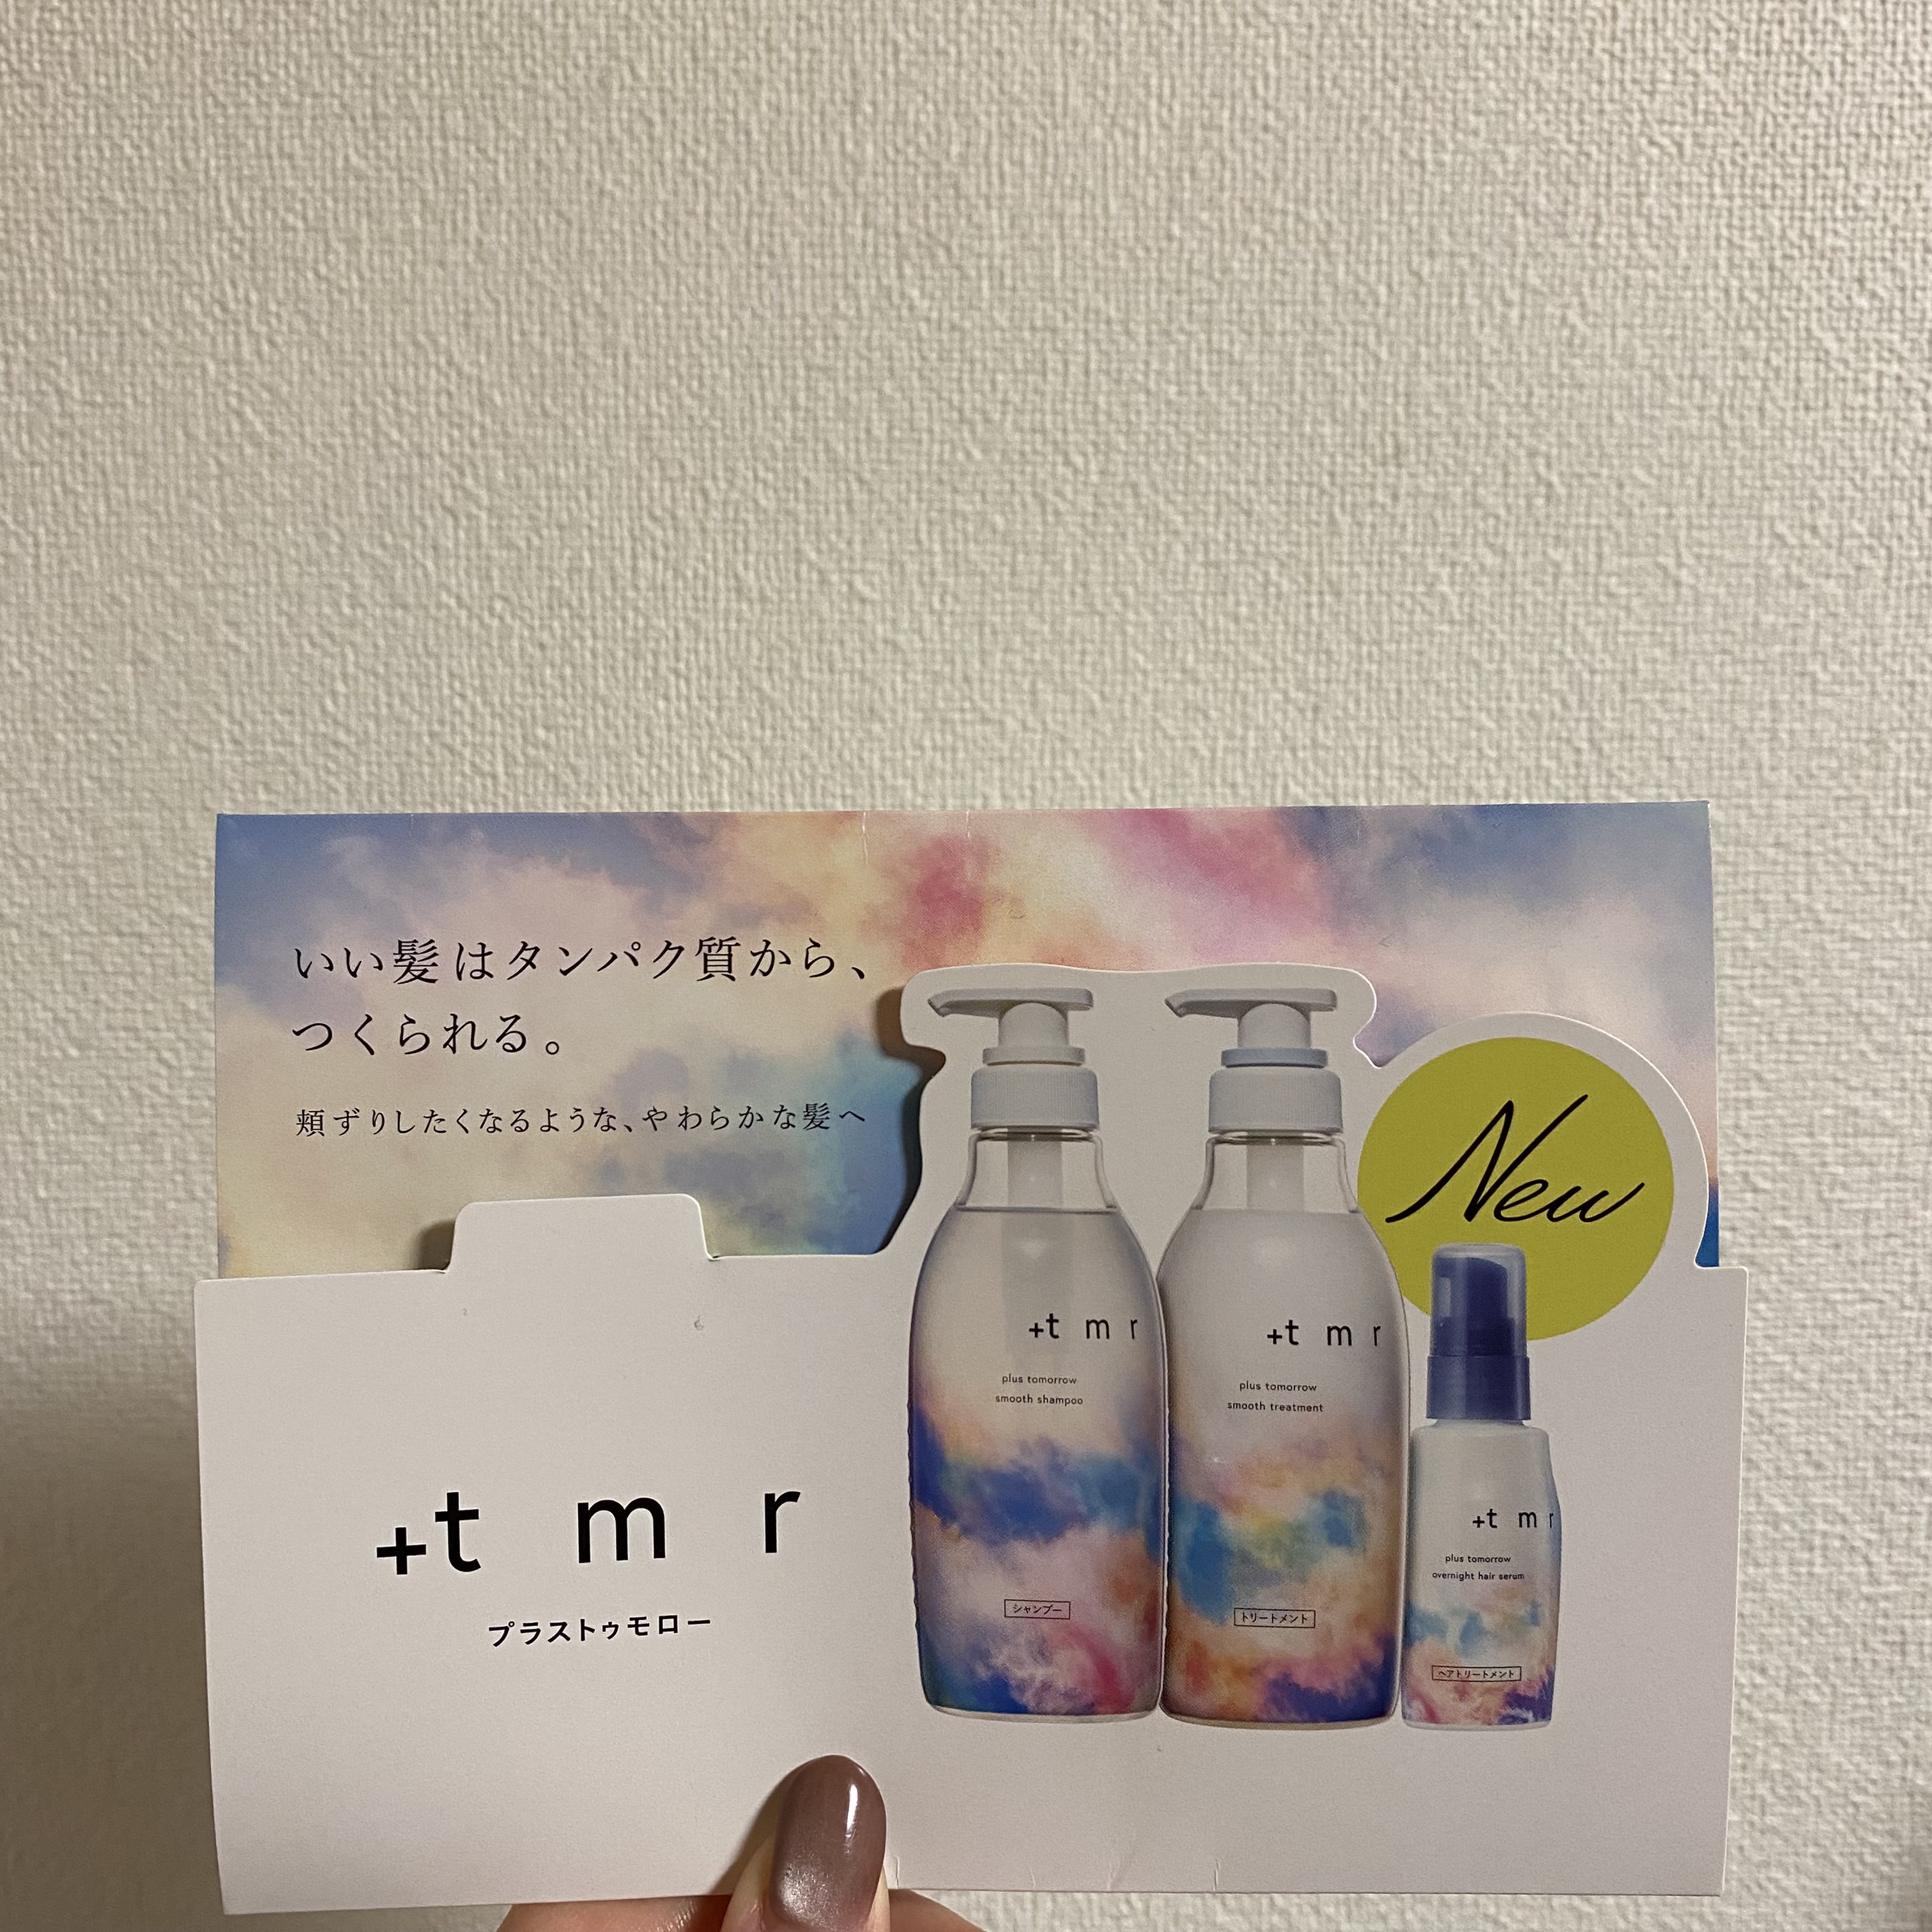 いい髪はタンパク質から、
つくられる。
頬ずりしたくなるような、やわらかな髪へ
New
+t m r
プラストゥモロー
+t m r
plus tomorrow
smooth shampoo
シャンプー
+t m r
plus tomorrow
smooth treatment
トリートメント
+t m r
plus tomorrow
overnight hair serum
ヘアトリートメント